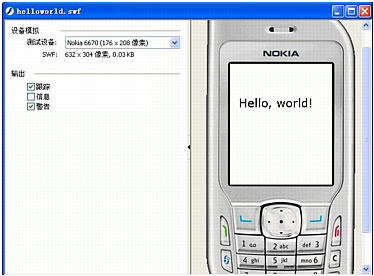 helloworld.swf
设备模拟
测试设备: Nokia 6670 (176 x 208 像素)
SWF: 632 x 304 像素, 0.03 KB
输出
跟踪
信息
警告
NOKIA
Hello, world!
1 2 abc def 3
4 ghi 5 jkl mno 6 C